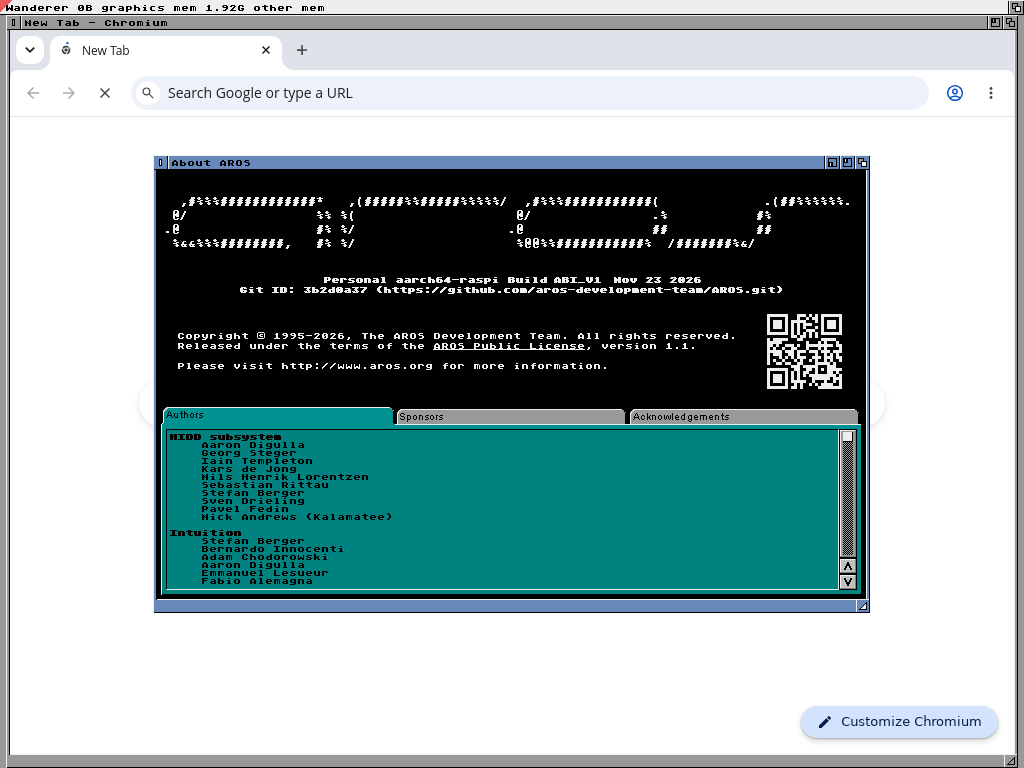 Wanderer 0B graphics mem 1.92G other mem
New Tab - Chromium
New Tab
Search Google or type a URL
About AROS
,#%%%############*   ,(#####%%#####%%%%%/  ,#%%%###########(             .(##%%%%%%.
@/                %% %(                    @/               .%           #%
.@                 #% %/                   .@                ##           ##
%&&%%%########,   #% %/                    %@@%%###########%  /#######%&/
Personal aarch64-raspi Build ABI_V1 Nov 23 2026
Git ID: 3b2d0a37 (https://github.com/aros-development-team/AROS.git)
Copyright © 1995-2026, The AROS Development Team. All rights reserved.
Released under the terms of the AROS Public License, version 1.1.
Please visit http://www.aros.org for more information.
Authors
Sponsors
Acknowledgements
HIDD subsystem
Aaron Digulla
Georg Steger
Iain Templeton
Kars de Jong
Nils Henrik Lorentzen
Sebastian Rittau
Stefan Berger
Sven Drieling
Pavel Fedin
Nick Andrews (Kalamatee)
Intuition
Stefan Berger
Bernardo Innocenti
Adam Chodorowski
Aaron Digulla
Emmanuel Lesueur
Fabio Alemagna
Customize Chromium